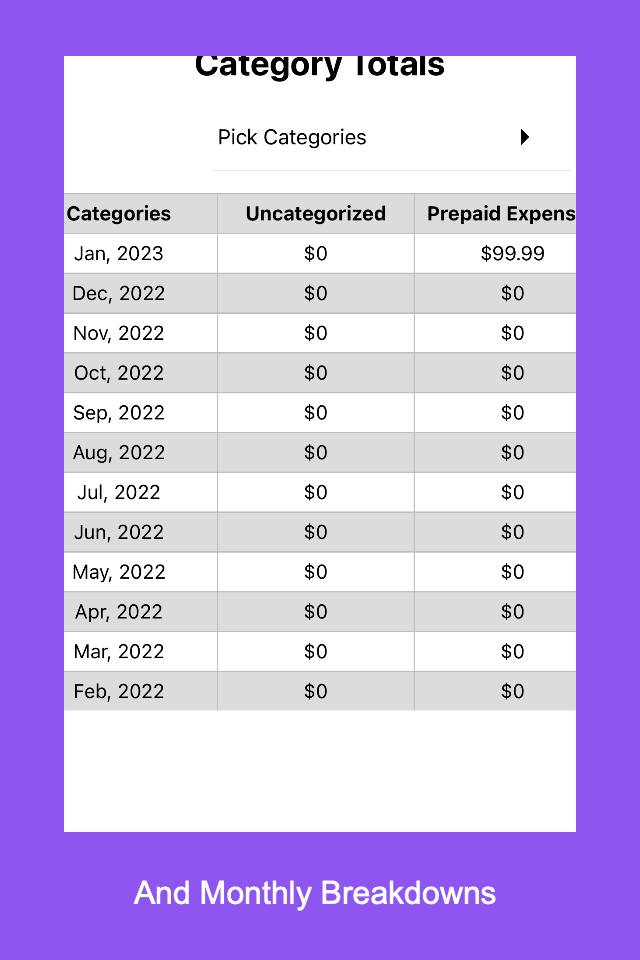 Category Totals
Pick Categories
Categories Uncategorized Prepaid Expens
Jan, 2023 $0 $99.99
Dec, 2022 $0 $0
Nov, 2022 $0 $0
Oct, 2022 $0 $0
Sep, 2022 $0 $0
Aug, 2022 $0 $0
Jul, 2022 $0 $0
Jun, 2022 $0 $0
May, 2022 $0 $0
Apr, 2022 $0 $0
Mar, 2022 $0 $0
Feb, 2022 $0 $0
And Monthly Breakdowns